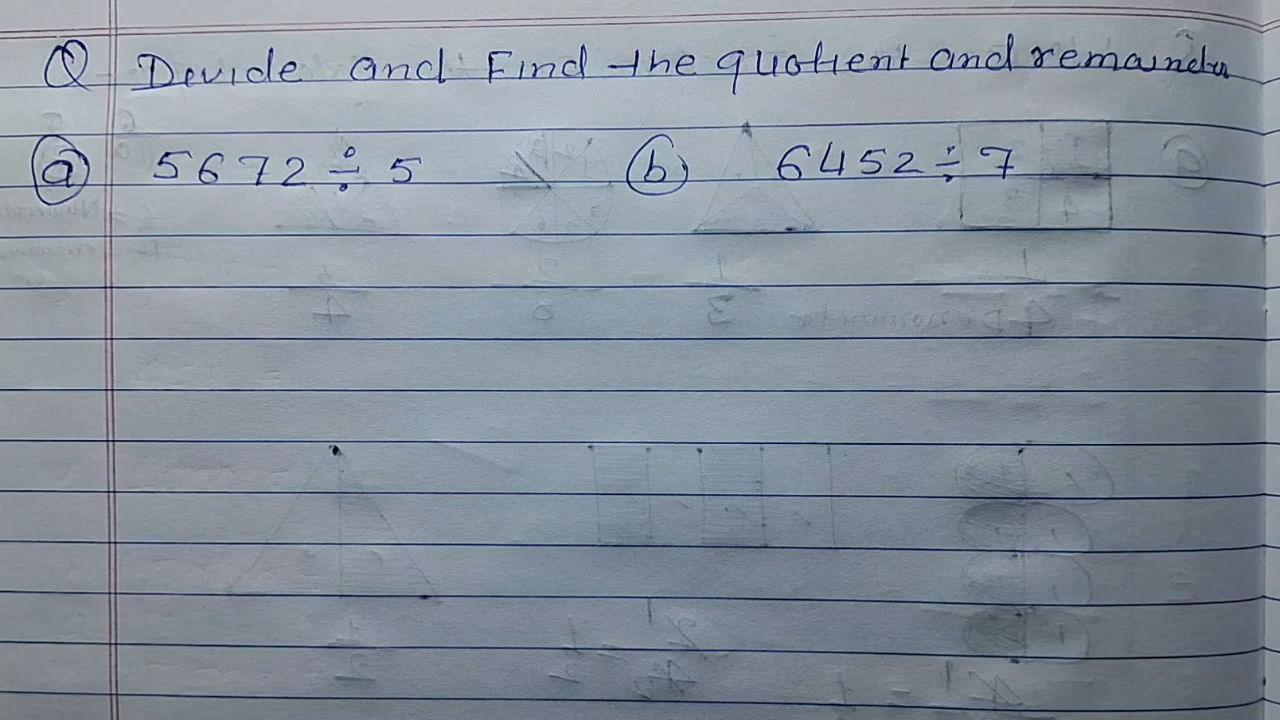 Q Devide and Find the quotient and remainder
a 5672 ÷ 5 b 6452 ÷ 7